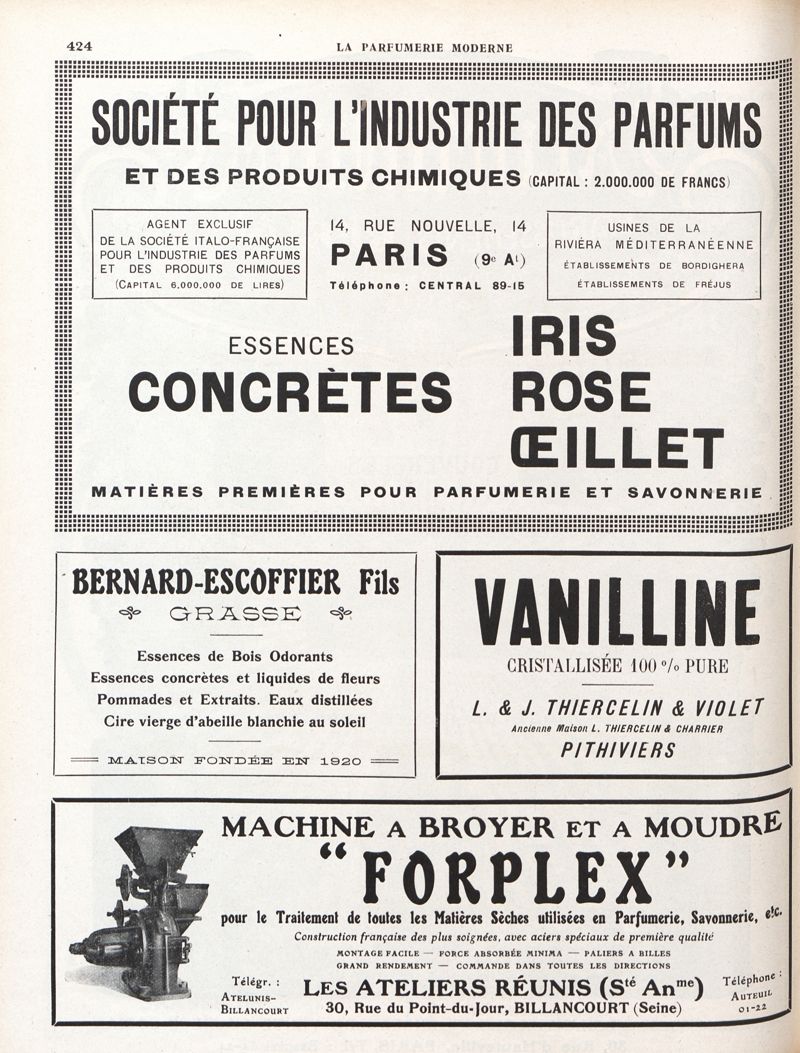 424
LA PARFUMERIE MODERNE
SOCIÉTÉ POUR L'INDUSTRIE DES PARFUMS
ET DES PRODUITS CHIMIQUES (CAPITAL : 2.000.000 DE FRANCS)
AGENT EXCLUSIF
DE LA SOCIÉTÉ ITALO-FRANÇAISE
POUR L'INDUSTRIE DES PARFUMS
ET DES PRODUITS CHIMIQUES
(CAPITAL 6.000.000 DE LIRES)
14, RUE NOUVELLE, 14
PARIS (9e At)
Téléphone : CENTRAL 89-15
USINES DE LA
RIVIÉRA MÉDITERRANÉENNE
ÉTABLISSEMENTS DE BORDIGHERA
ÉTABLISSEMENTS DE FRÉJUS
ESSENCES
CONCRÈTES
IRIS
ROSE
ŒILLET
MATIÈRES PREMIÈRES POUR PARFUMERIE ET SAVONNERIE
BERNARD-ESCOFFIER Fils
GRASSE
Essences de Bois Odorants
Essences concrètes et liquides de fleurs
Pommades et Extraits. Eaux distillées
Cire vierge d'abeille blanchie au soleil
MAISON FONDÉE EN 1920
VANILLINE
CRISTALLISÉE 100 % PURE
L. & J. THIERCELIN & VIOLET
Ancienne Maison L. THIERCELIN & CHARRIER
PITHIVIERS
MACHINE A BROYER ET A MOUDRE
“FORPLEX”
pour le Traitement de toutes les Matières Sèches utilisées en Parfumerie, Savonnerie, etc.
Construction française des plus soignées, avec aciers spéciaux de première qualité
MONTAGE FACILE — FORCE ABSORBÉE MINIMA — PALIERS A BILLES
GRAND RENDEMENT — COMMANDE DANS TOUTES LES DIRECTIONS
Télégr. :
ATELUNIS-
BILLANCOURT
LES ATELIERS RÉUNIS (Sté Anme)
30, Rue du Point-du-Jour, BILLANCOURT (Seine)
Téléphone :
AUTEUIL
01-22